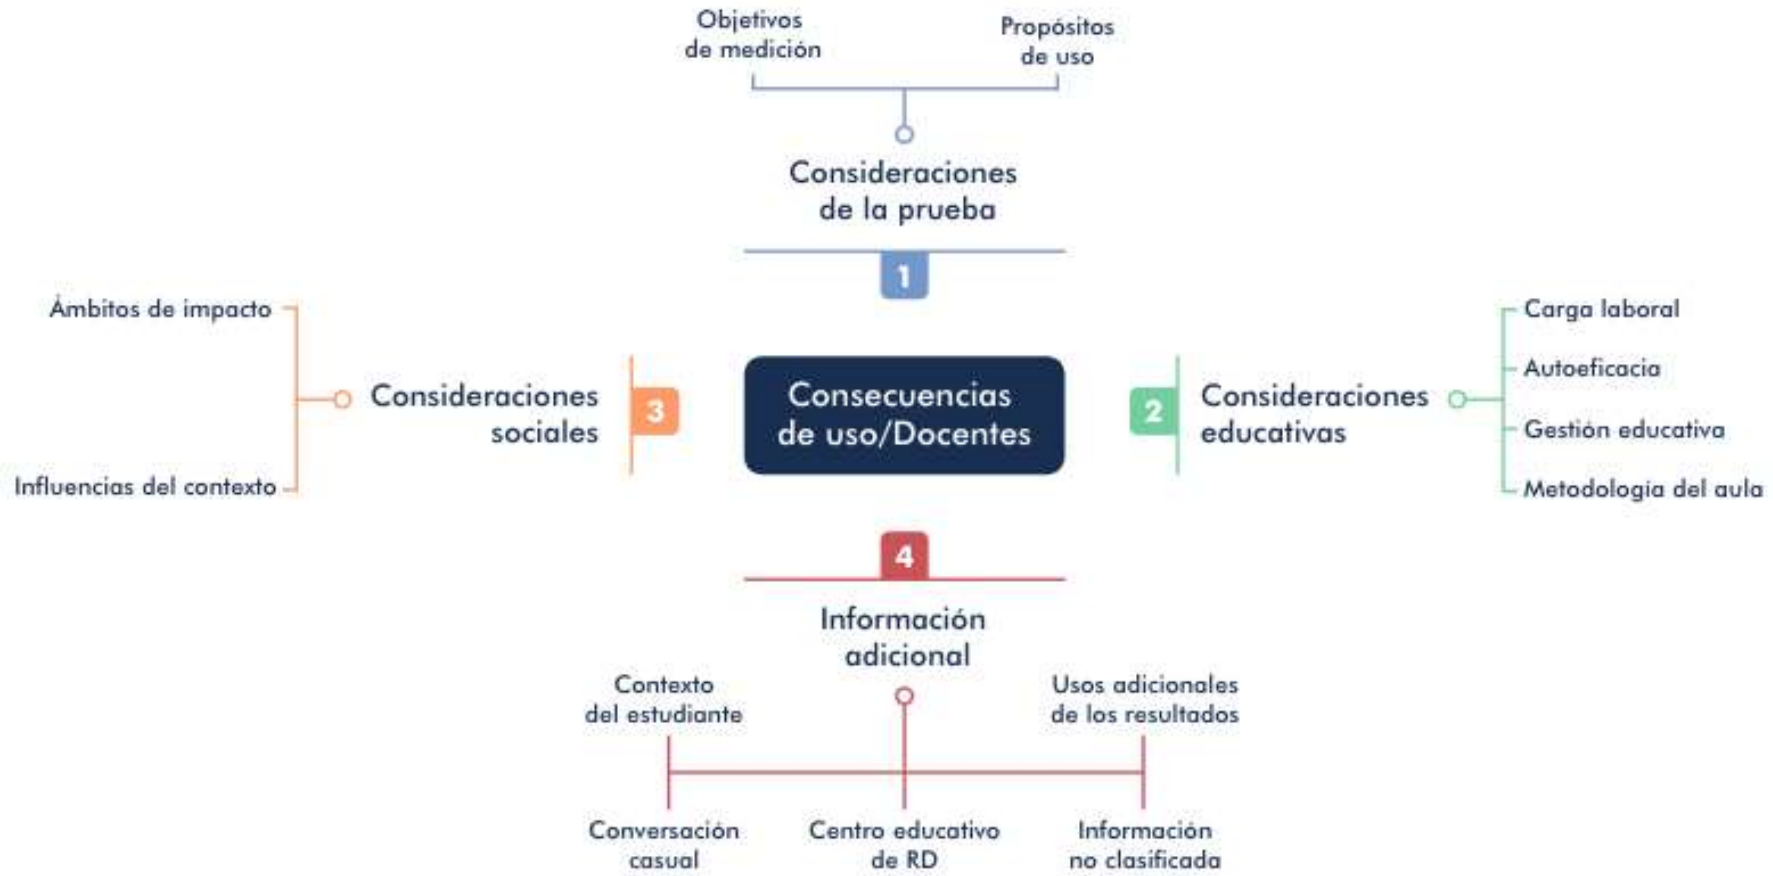 Objetivos
de medición
Propósitos
de uso
Consideraciones
de la prueba
1
Ámbitos de impacto
Influencias del contexto
Consideraciones
sociales
3
Consecuencias
de uso/Docentes
2
Consideraciones
educativas
Carga laboral
Autoeficacia
Gestión educativa
Metodología del aula
4
Información
adicional
Contexto
del estudiante
Usos adicionales
de los resultados
Conversación
casual
Centro educativo
de RD
Información
no clasificada